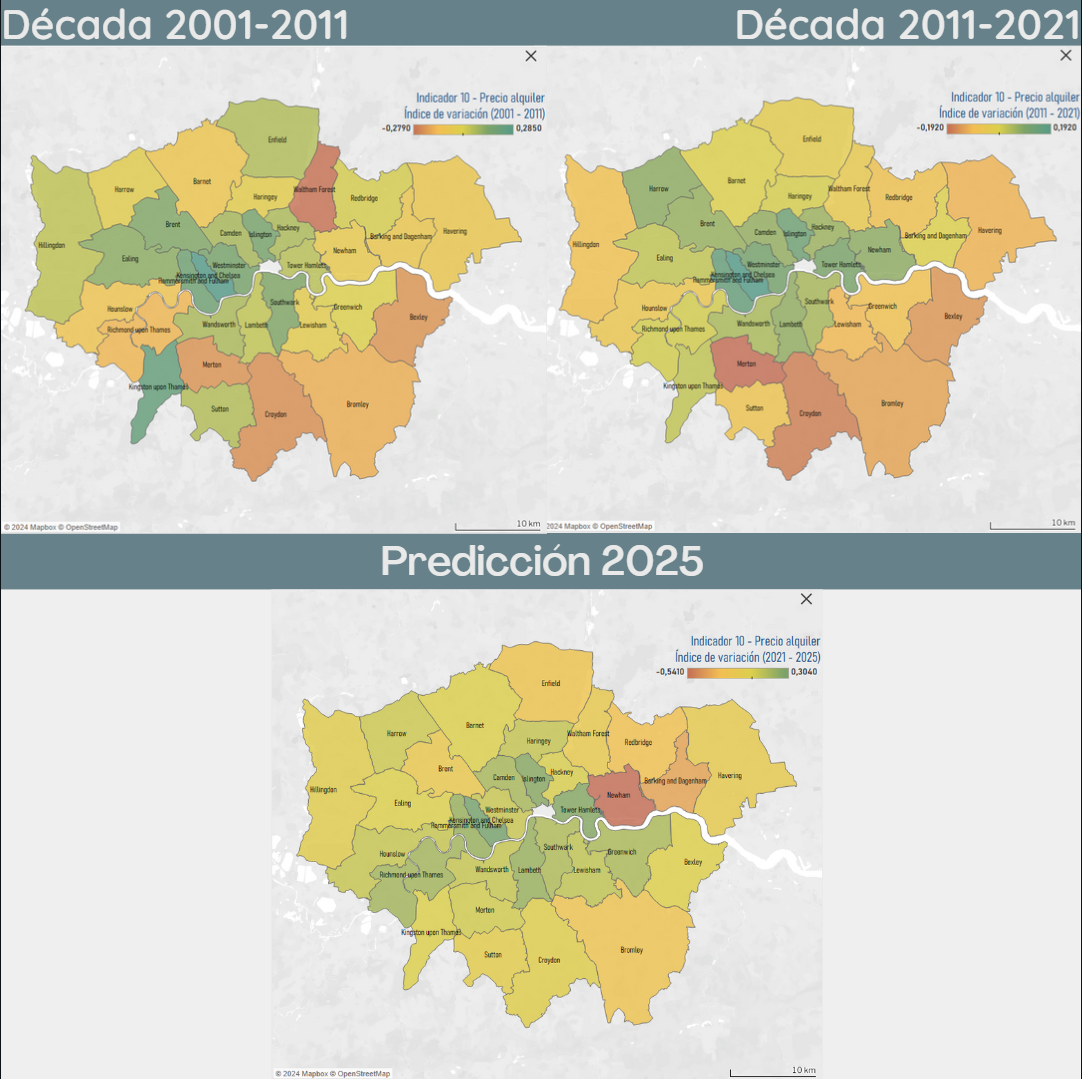 Década 2001-2011
Década 2011-2021
Indicador 10 - Precio alquiler
Índice de variación (2001 - 2011)
-0,2790 0,2850
Enfield
Harrow
Barnet
Waltham Forest
Haringey
Redbridge
Hillingdon
Brent
Camden
Islington
Hackney
Barking and Dagenham
Havering
Ealing
Newham
Westminster
Tower Hamlets
Kensington and Chelsea
Hammersmith and Fulham
Hounslow
Southwark
Greenwich
Richmond upon Thames
Wandsworth
Lambeth
Lewisham
Bexley
Merton
Kingston upon Thames
Sutton
Croydon
Bromley
© 2024 Mapbox © OpenStreetMap
10 km
Indicador 10 - Precio alquiler
Índice de variación (2011 - 2021)
-0,1920 0,1920
Enfield
Harrow
Barnet
Waltham Forest
Haringey
Redbridge
Hillingdon
Brent
Camden
Islington
Hackney
Barking and Dagenham
Havering
Ealing
Newham
Westminster
Tower Hamlets
Kensington and Chelsea
Hammersmith and Fulham
Hounslow
Southwark
Greenwich
Richmond upon Thames
Wandsworth
Lambeth
Lewisham
Bexley
Merton
Kingston upon Thames
Sutton
Croydon
Bromley
2024 Mapbox © OpenStreetMap
10 km
Predicción 2025
Indicador 10 - Precio alquiler
Índice de variación (2021 - 2025)
-0,5410 0,3040
Enfield
Harrow
Barnet
Waltham Forest
Haringey
Redbridge
Hillingdon
Brent
Camden
Islington
Hackney
Barking and Dagenham
Havering
Ealing
Newham
Westminster
Tower Hamlets
Kensington and Chelsea
Hammersmith and Fulham
Hounslow
Southwark
Greenwich
Richmond upon Thames
Wandsworth
Lambeth
Lewisham
Bexley
Merton
Kingston upon Thames
Sutton
Croydon
Bromley
© 2024 Mapbox © OpenStreetMap
10 km